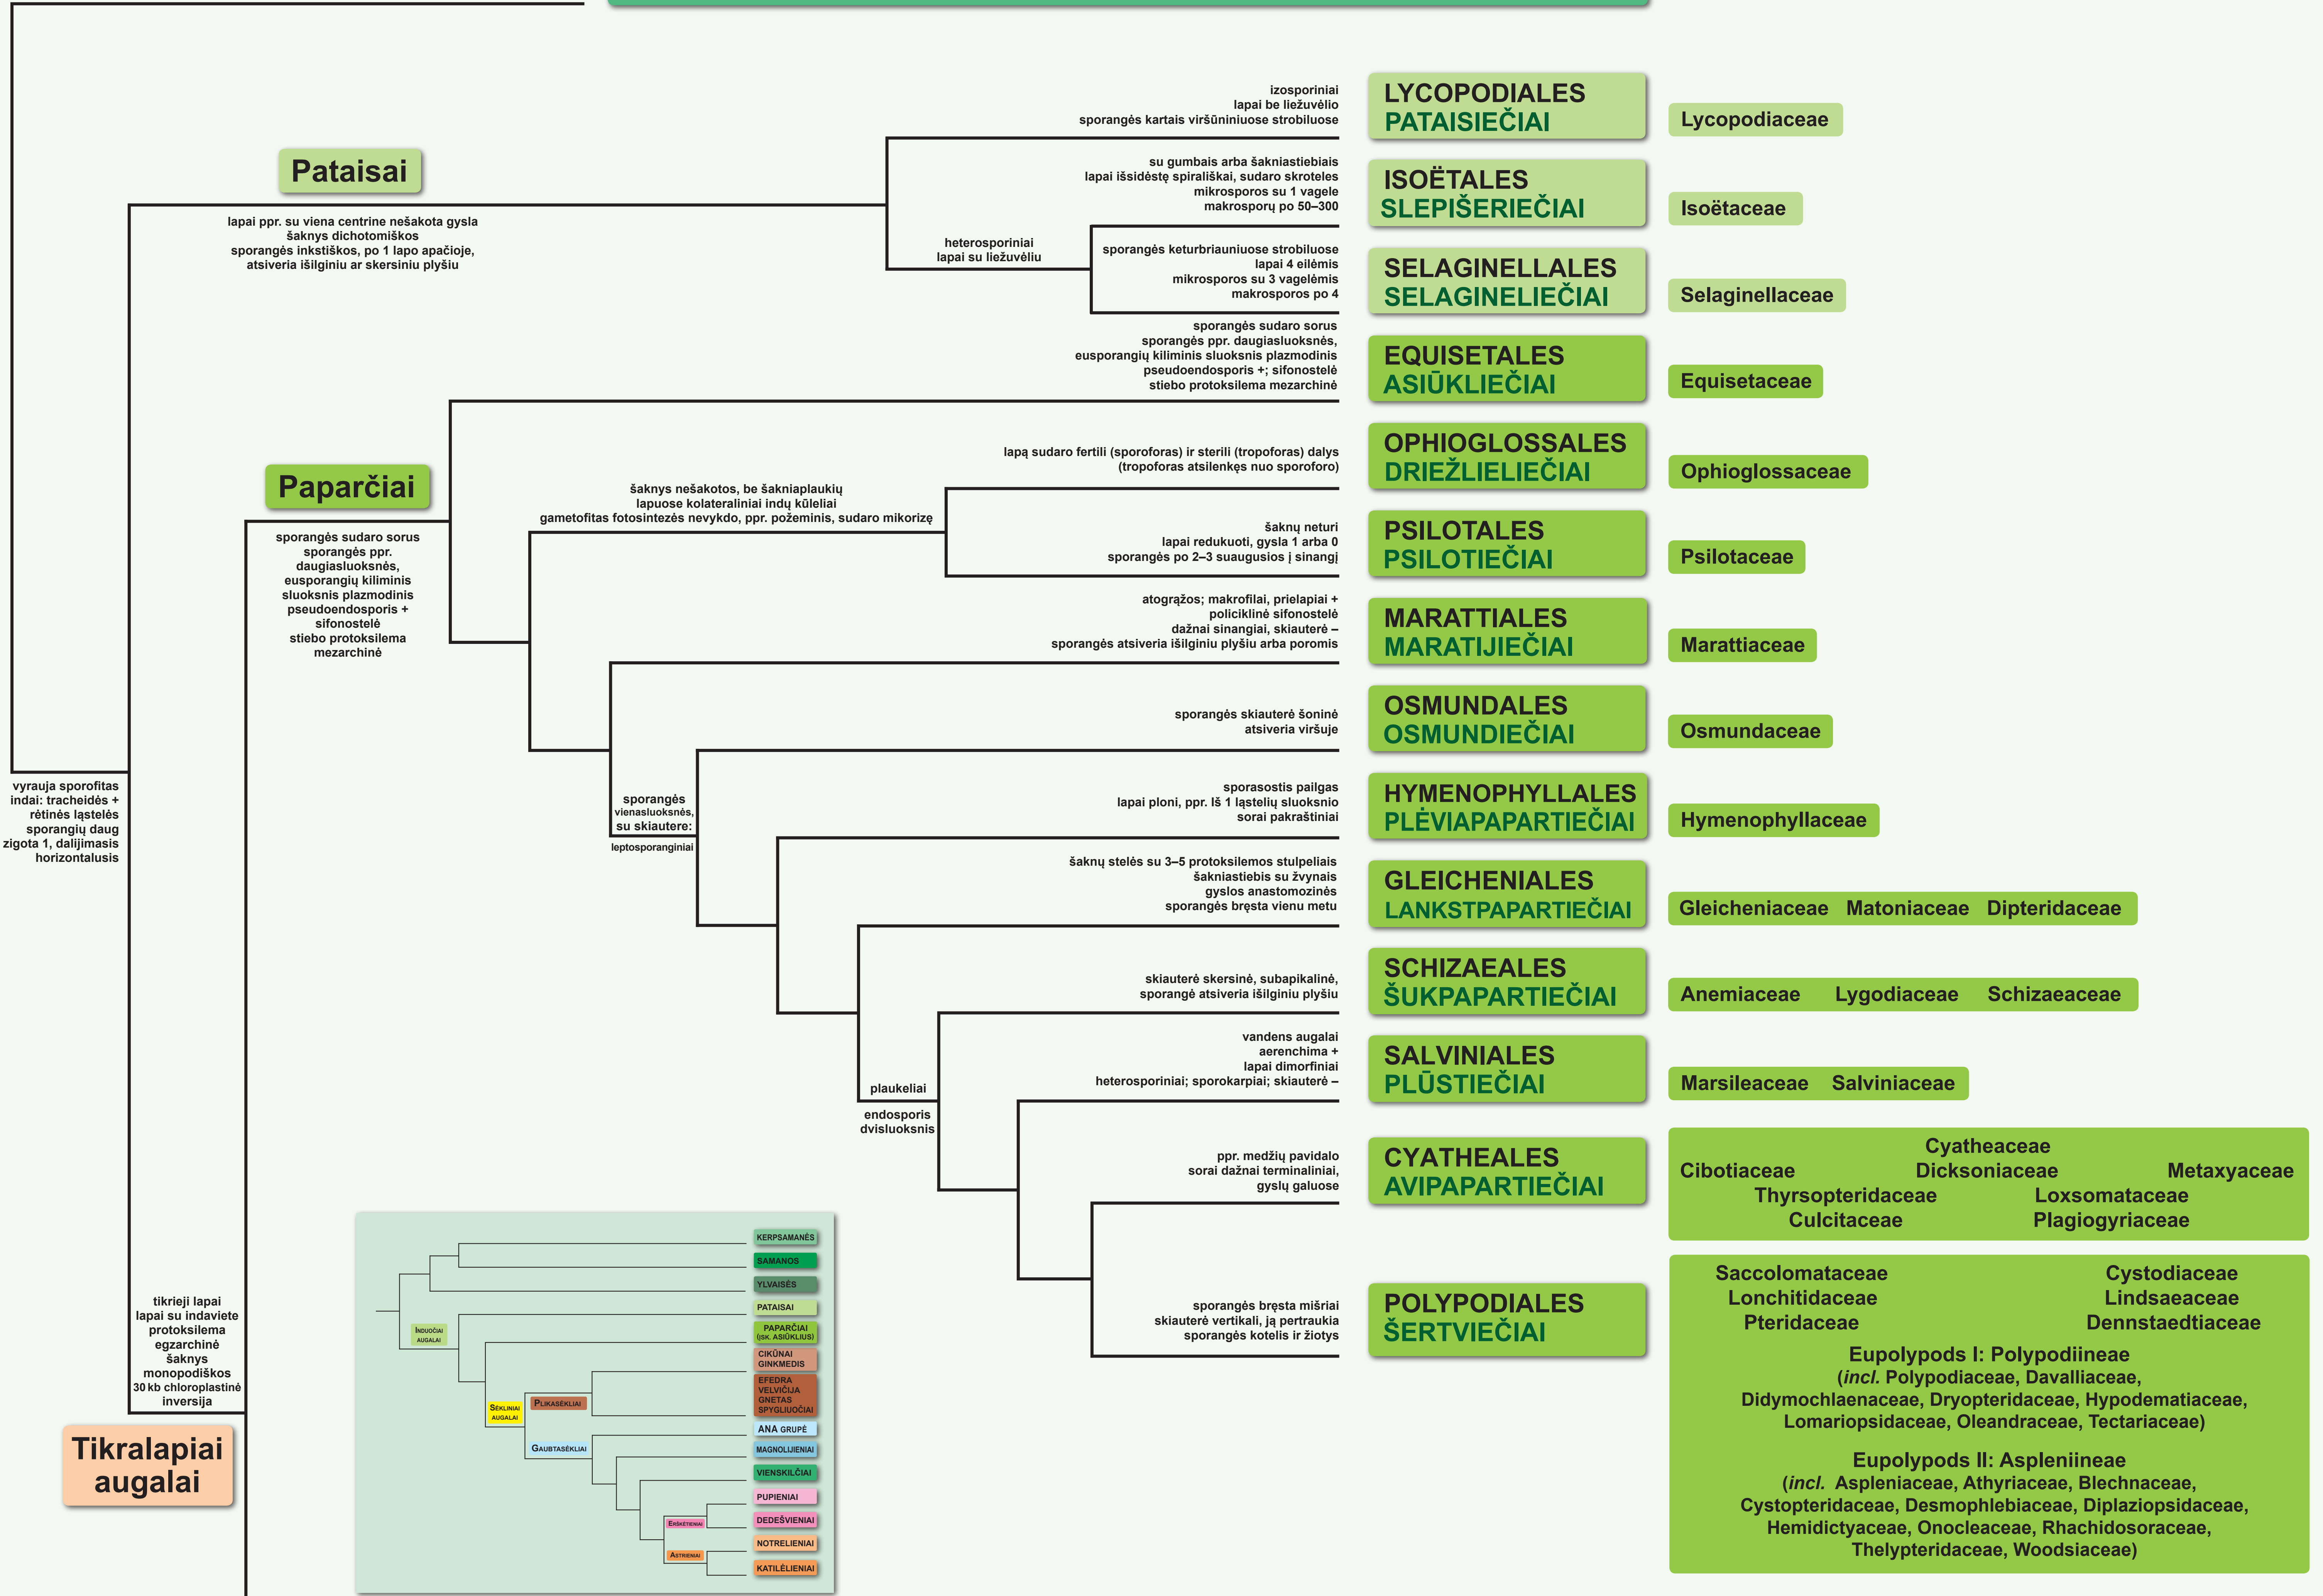 izosporiniai
lapai be liežuvėlio
sporangės kartais viršūniniuose strobiluose
LYCOPODIALES
PATAISIEČIAI
Lycopodiaceae
Pataisai
lapai ppr. su viena centrine nešakota gysla
šaknys dichotomiškos
sporangės inkstiškos, po 1 lapo apačioje,
atsiveria išilginiu ar skersiniu plyšiu
su gumbais arba šakniastiebiais
lapai išsidėstę spirališkai, sudaro skroteles
mikrosporos su 1 vagele
makrosporų po 50–300
ISOËTALES
SLEPIŠERIEČIAI
Isoëtaceae
heterosporiniai
lapai su liežuvėliu
sporangės keturbriauniuose strobiluose
lapai 4 eilėmis
mikrosporos su 3 vagelėmis
makrosporos po 4
SELAGINELLALES
SELAGINELIEČIAI
Selaginellaceae
sporangės sudaro sorus
sporangės ppr. daugiasluoksnės,
eusporangių kiliminis sluoksnis plazmodinis
pseudoendosporis +; sifonostelė
stiebo protoksilema mezarchinė
EQUISETALES
ASIŪKLIEČIAI
Equisetaceae
Paparčiai
sporangės sudaro sorus
sporangės ppr.
daugiasluoksnės,
eusporangių kiliminis
sluoksnis plazmodinis
pseudoendosporis +
sifonostelė
stiebo protoksilema
mezarchinė
šaknys nešakotos, be šakniaplaukių
lapuose kolateraliniai indų kūleliai
gametofitas fotosintezės nevykdo, ppr. požeminis, sudaro mikorizę
lapą sudaro fertili (sporoforas) ir sterili (tropoforas) dalys
(tropoforas atsilenkęs nuo sporoforo)
OPHIOGLOSSALES
DRIEŽLIELIEČIAI
Ophioglossaceae
šaknų neturi
lapai redukuoti, gysla 1 arba 0
sporangės po 2–3 suaugusios į sinangį
PSILOTALES
PSILOTIEČIAI
Psilotaceae
atogrąžos; makrofilai, prielapiai +
policiklinė sifonostelė
dažnai sinangiai, skiauterė –
sporangės atsiveria išilginiu plyšiu arba poromis
MARATTIALES
MARATIJIEČIAI
Marattiaceae
sporangės skiauterė šoninė
atsiveria viršuje
OSMUNDALES
OSMUNDIEČIAI
Osmundaceae
vyrauja sporofitas
indai: tracheidės +
rėtinės ląstelės
sporangių daug
zigota 1, dalijimasis
horizontalusis
sporangės
vienasluoksnės,
su skiautere:
leptosporanginiai
sporasostis pailgas
lapai ploni, ppr. Iš 1 ląstelių sluoksnio
sorai pakraštiniai
HYMENOPHYLLALES
PLĖVIAPAPARTIEČIAI
Hymenophyllaceae
šaknų stelės su 3–5 protoksilemos stulpeliais
šakniastiebis su žvynais
gyslos anastomozinės
sporangės bręsta vienu metu
GLEICHENIALES
LANKSTPAPARTIEČIAI
Gleicheniaceae Matoniaceae Dipteridaceae
skiauterė skersinė, subapikalinė,
sporangė atsiveria išilginiu plyšiu
SCHIZAEALES
ŠUKPAPARTIEČIAI
Anemiaceae Lygodiaceae Schizaeaceae
plaukeliai
endosporis
dvisluoksnis
vandens augalai
aerenchima +
lapai dimorfiniai
heterosporiniai; sporokarpiai; skiauterė –
SALVINIALES
PLŪSTIEČIAI
Marsileaceae Salviniaceae
ppr. medžių pavidalo
sorai dažnai terminaliniai,
gyslų galuose
CYATHEALES
AVIPAPARTIEČIAI
Cyatheaceae
Cibotiaceae Dicksoniaceae Metaxyaceae
Thyrsopteridaceae Loxsomataceae
Culcitaceae Plagiogyriaceae
sporangės bręsta mišriai
skiauterė vertikali, ją pertraukia
sporangės kotelis ir žiotys
POLYPODIALES
ŠERTVIEČIAI
Saccolomataceae Cystodiaceae
Lonchitidaceae Lindsaeaceae
Pteridaceae Dennstaedtiaceae
Eupolypods I: Polypodiineae
(incl. Polypodiaceae, Davalliaceae,
Didymochlaenaceae, Dryopteridaceae, Hypodematiaceae,
Lomariopsidaceae, Oleandraceae, Tectariaceae)
Eupolypods II: Aspleniineae
(incl. Aspleniaceae, Athyriaceae, Blechnaceae,
Cystopteridaceae, Desmophlebiaceae, Diplaziopsidaceae,
Hemidictyaceae, Onocleaceae, Rhachidosoraceae,
Thelypteridaceae, Woodsiaceae)
tikrieji lapai
lapai su indaviete
protoksilema
egzarchinė
šaknys
monopodiškos
30 kb chloroplastinė
inversija
Tikralapiai
augalai
KERPSAMANĖS
SAMANOS
YLVAISĖS
PATAISAI
INDUOČIAI
AUGALAI
PAPARČIAI
(ĮSK. ASIŪKLIUS)
CIKŪNAI
GINKMEDIS
EFEDRA
VELVIČIJA
GNETAS
SPYGLIUOČIAI
PLIKASĖKLIAI
SĖKLINIAI
AUGALAI
ANA GRUPĖ
GAUBTASĖKLIAI
MAGNOLIJIENIAI
VIENSKILČIAI
PUPIENIAI
ERŠKĖTIENIAI
DEDEŠVIENIAI
NOTRELIENIAI
ASTRIENIAI
KATILĖLIENIAI